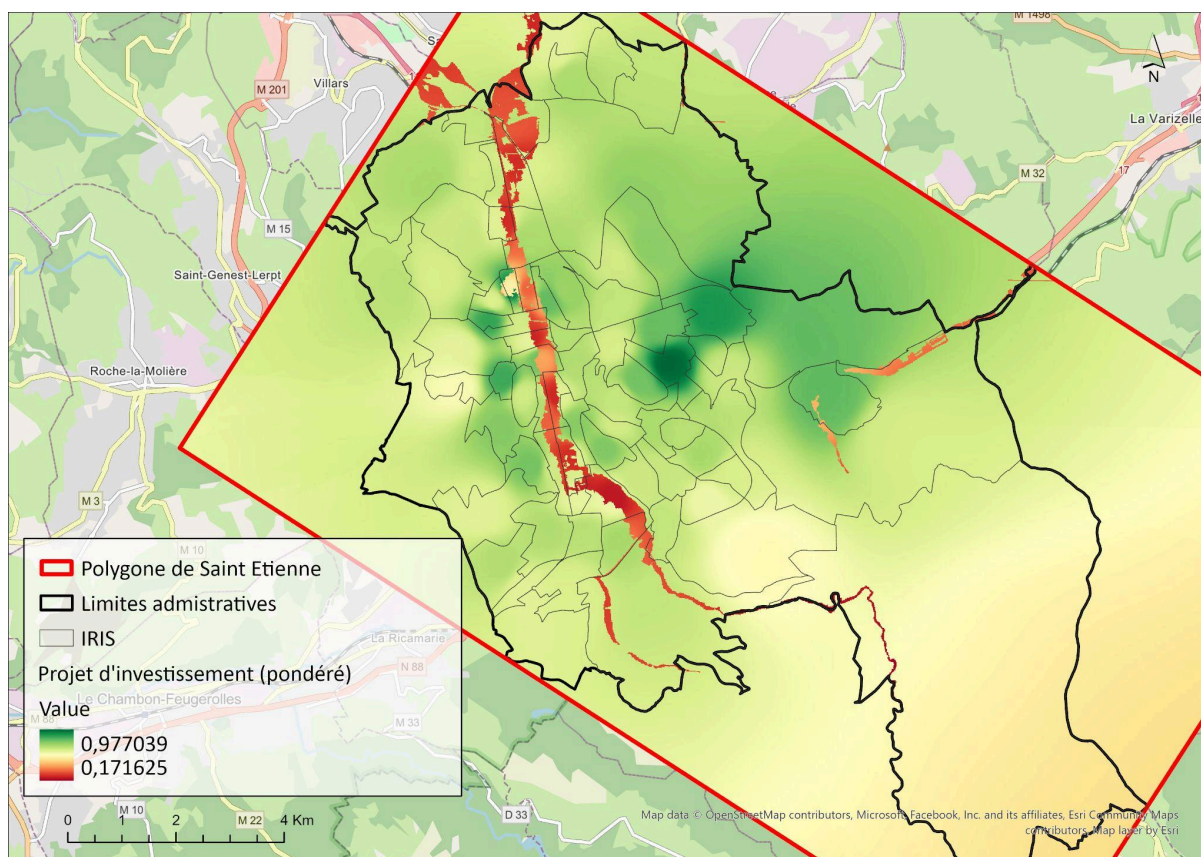 M 1498
M 201
Villars
N
La Varizelle
17
M 32
M 15
Saint-Genest-Lerpt
Roche-la-Molière
M 3
M 10
Polygone de Saint Etienne
Limites admistratives
IRIS
La Ricamarie
N 88
Projet d'investissement (pondéré)
Le Chambon-Feugerolles
Value
M 88
M 33
0,977039
0,171625
M 10
M 22
D 33
0 1 2 4 Km
Map data © OpenStreetMap contributors, Microsoft, Facebook, Inc. and its affiliates, Esri Community Maps
contributors, Map layer by Esri